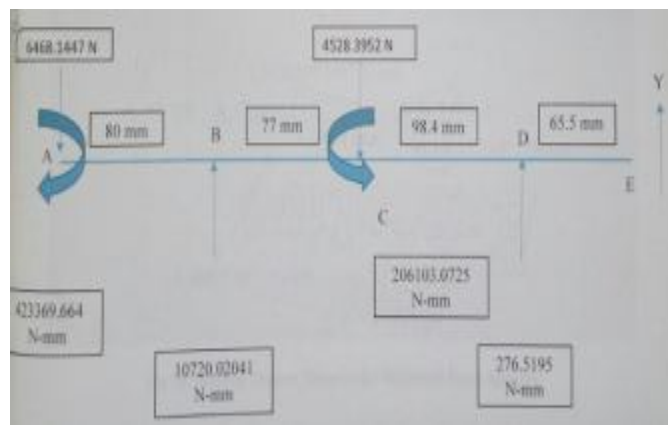 6468.1447 N
4528.3952 N
Y
80 mm
B
77 mm
98.4 mm
D
65.5 mm
A
E
C
206103.0725
N-mm
423369.664
N-mm
10720.02041
N-mm
276.5195
N-mm